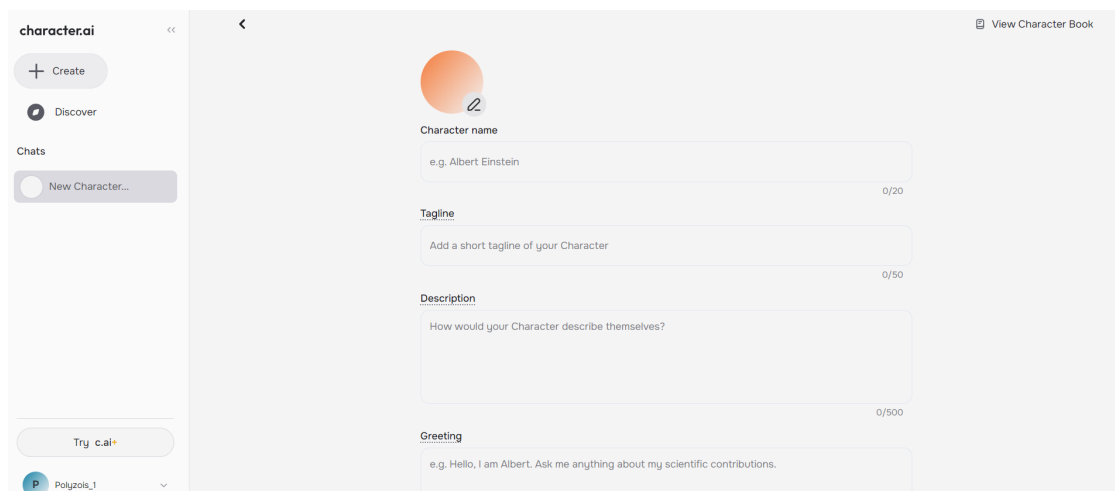 character.ai
Create
Discover
Chats
New Character...
Try c.ai+
P Polyzois_1
View Character Book
Character name
e.g. Albert Einstein
0/20
Tagline
Add a short tagline of your Character
0/50
Description
How would your Character describe themselves?
0/500
Greeting
e.g. Hello, I am Albert. Ask me anything about my scientific contributions.